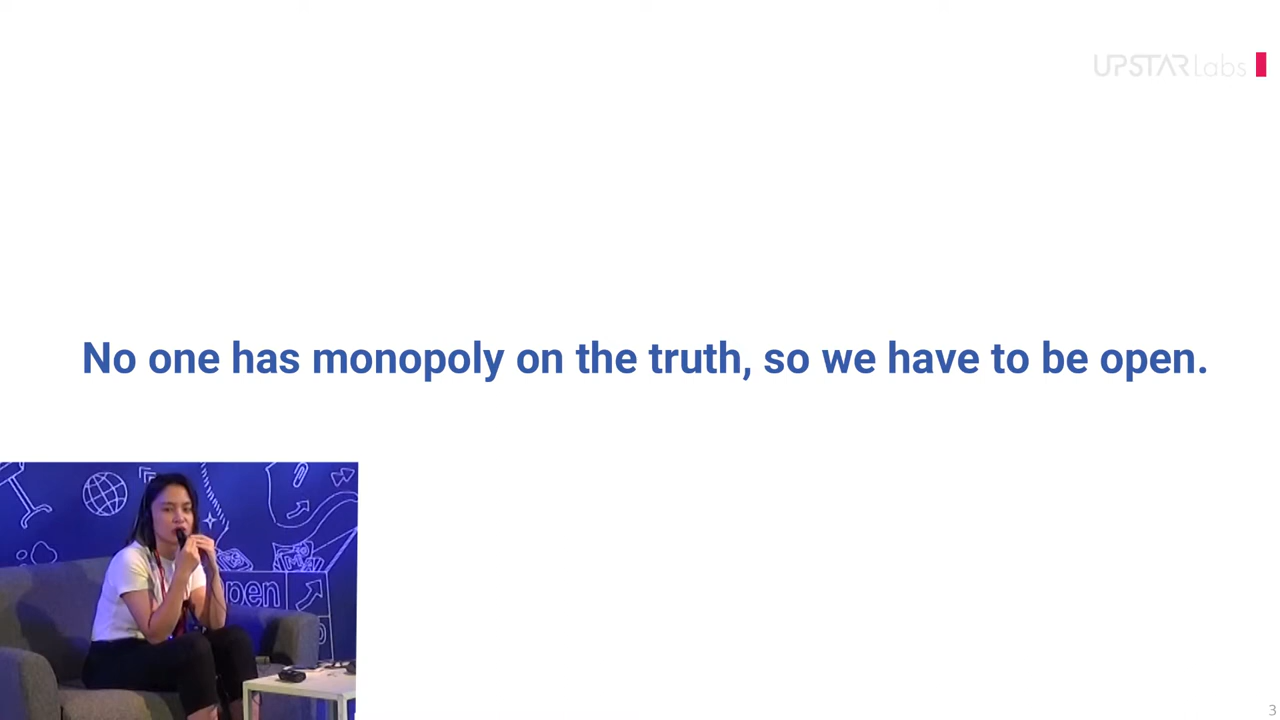 UPSTAR Labs
No one has monopoly on the truth, so we have to be open.
pen
3